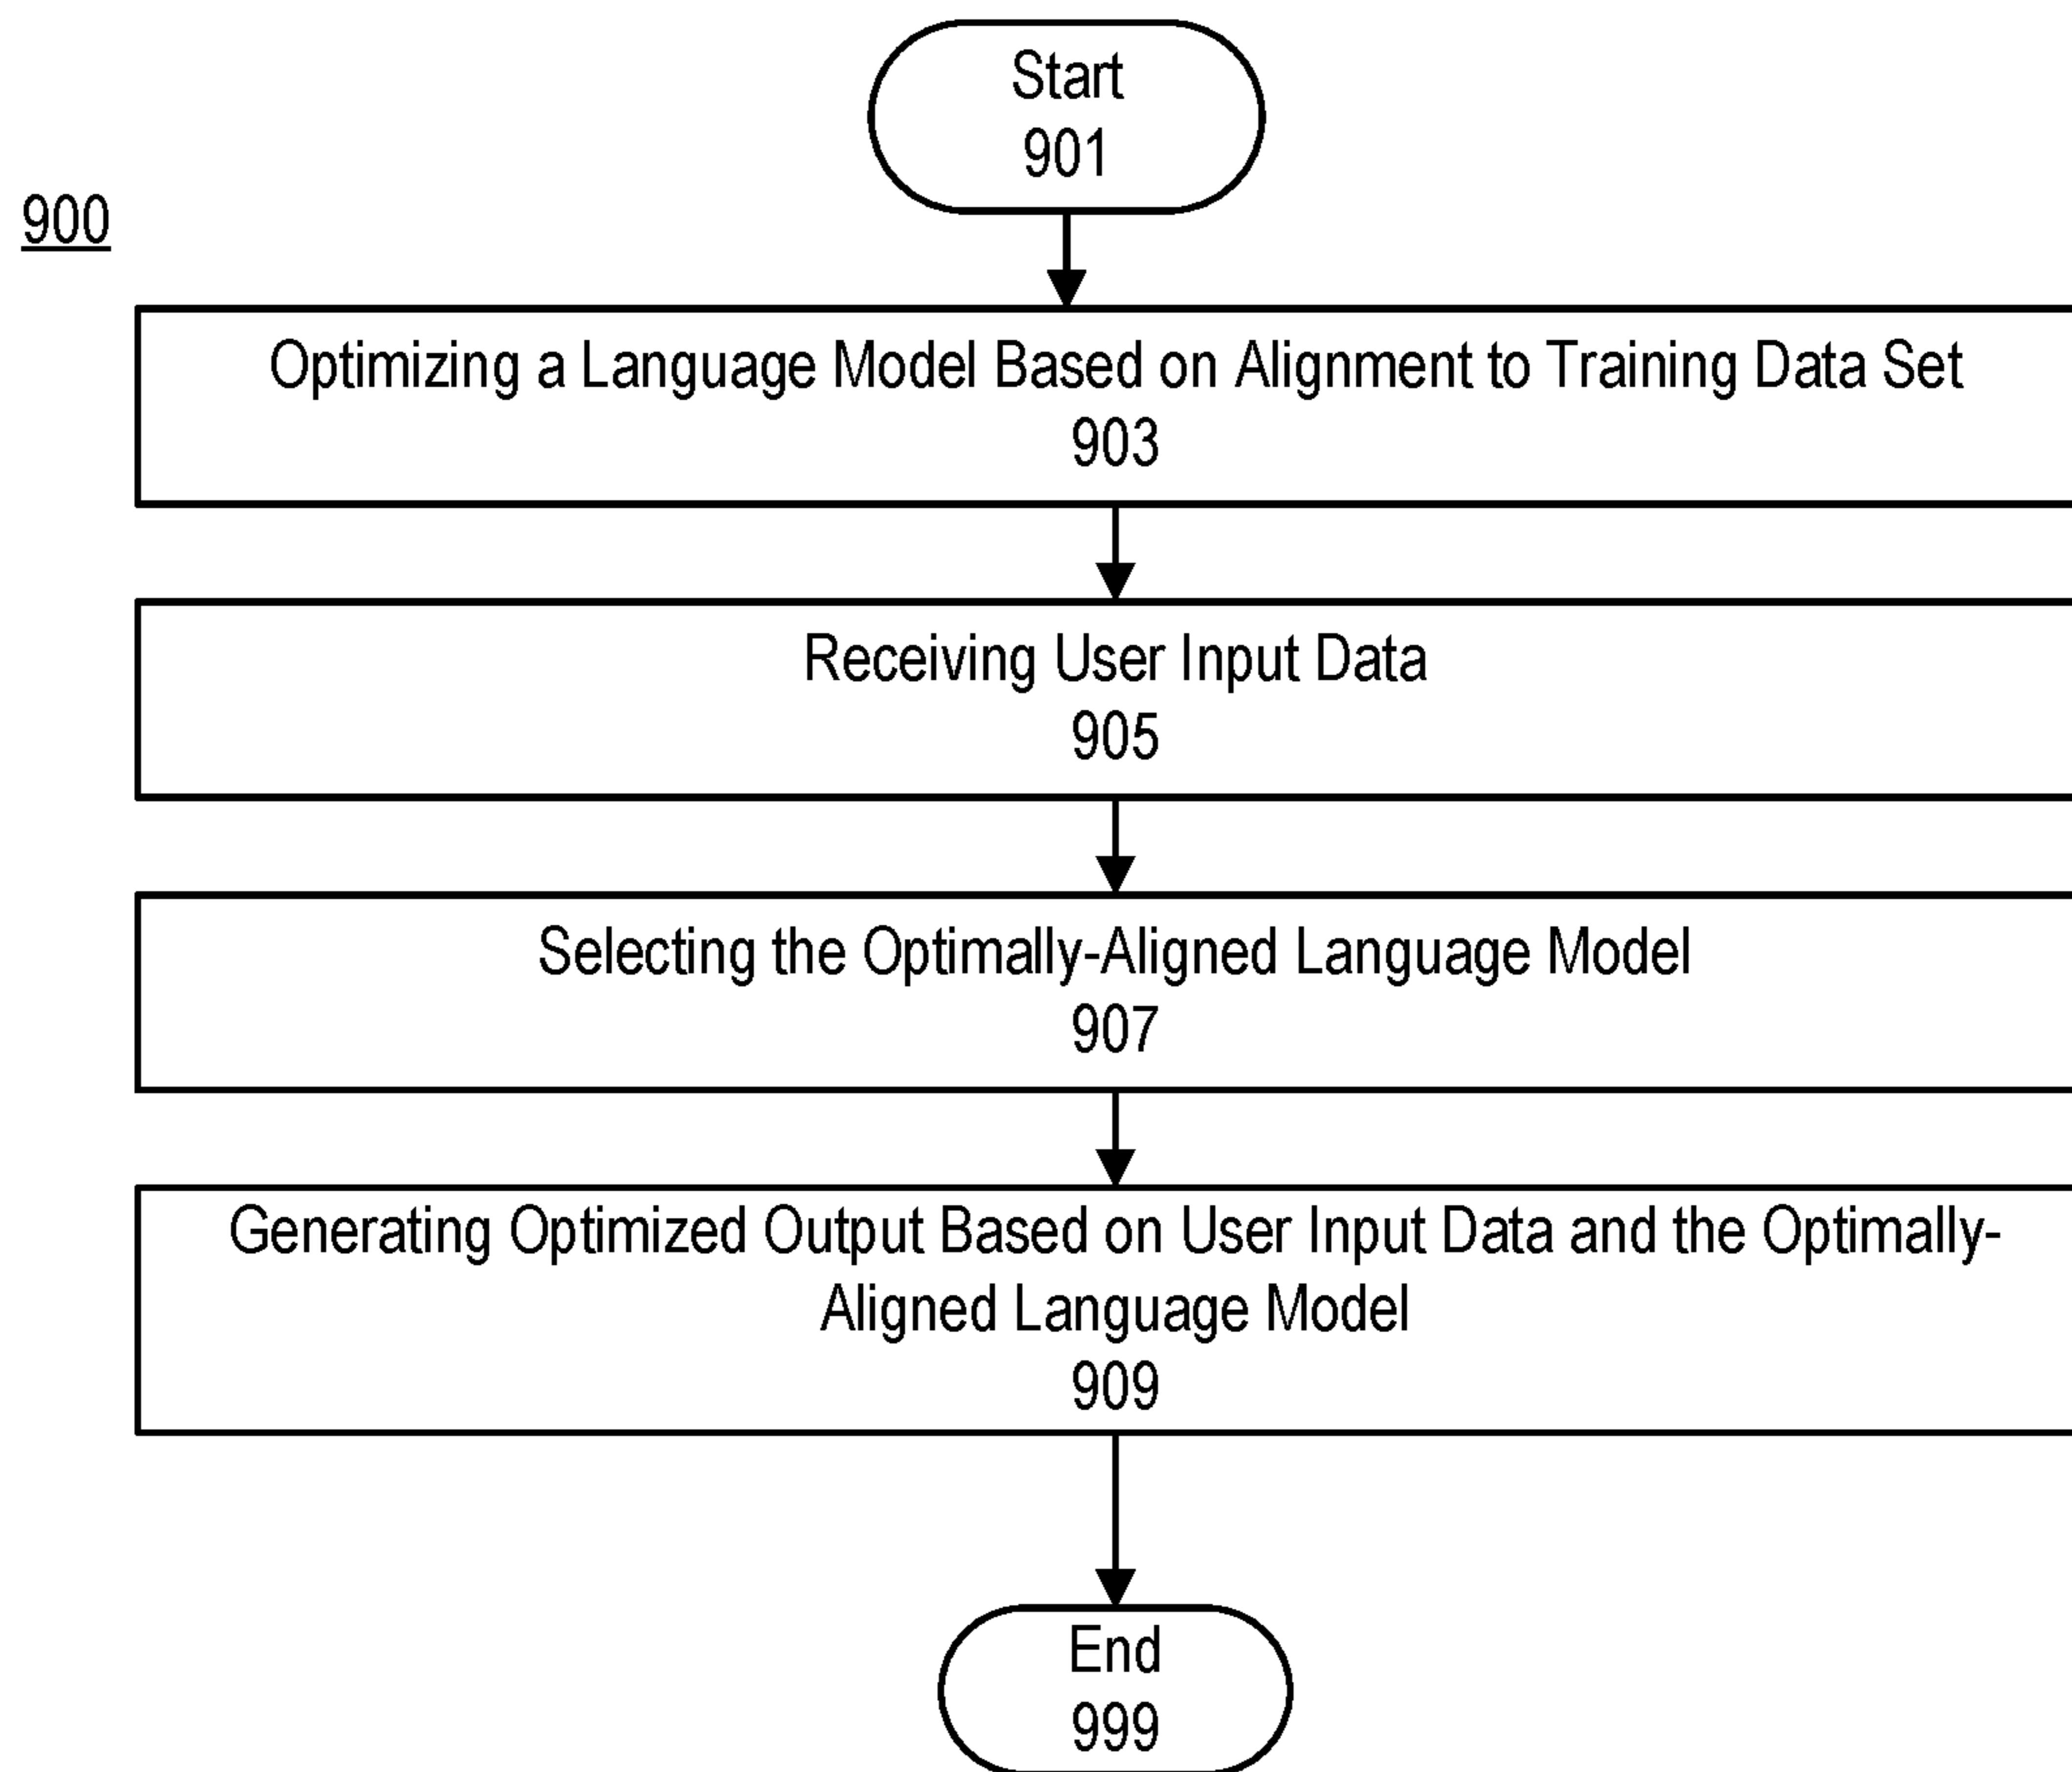 Start
901
900
Optimizing a Language Model Based on Alignment to Training Data Set
903
Receiving User Input Data
905
Selecting the Optimally-Aligned Language Model
907
Generating Optimized Output Based on User Input Data and the Optimally-
Aligned Language Model
909
End
999